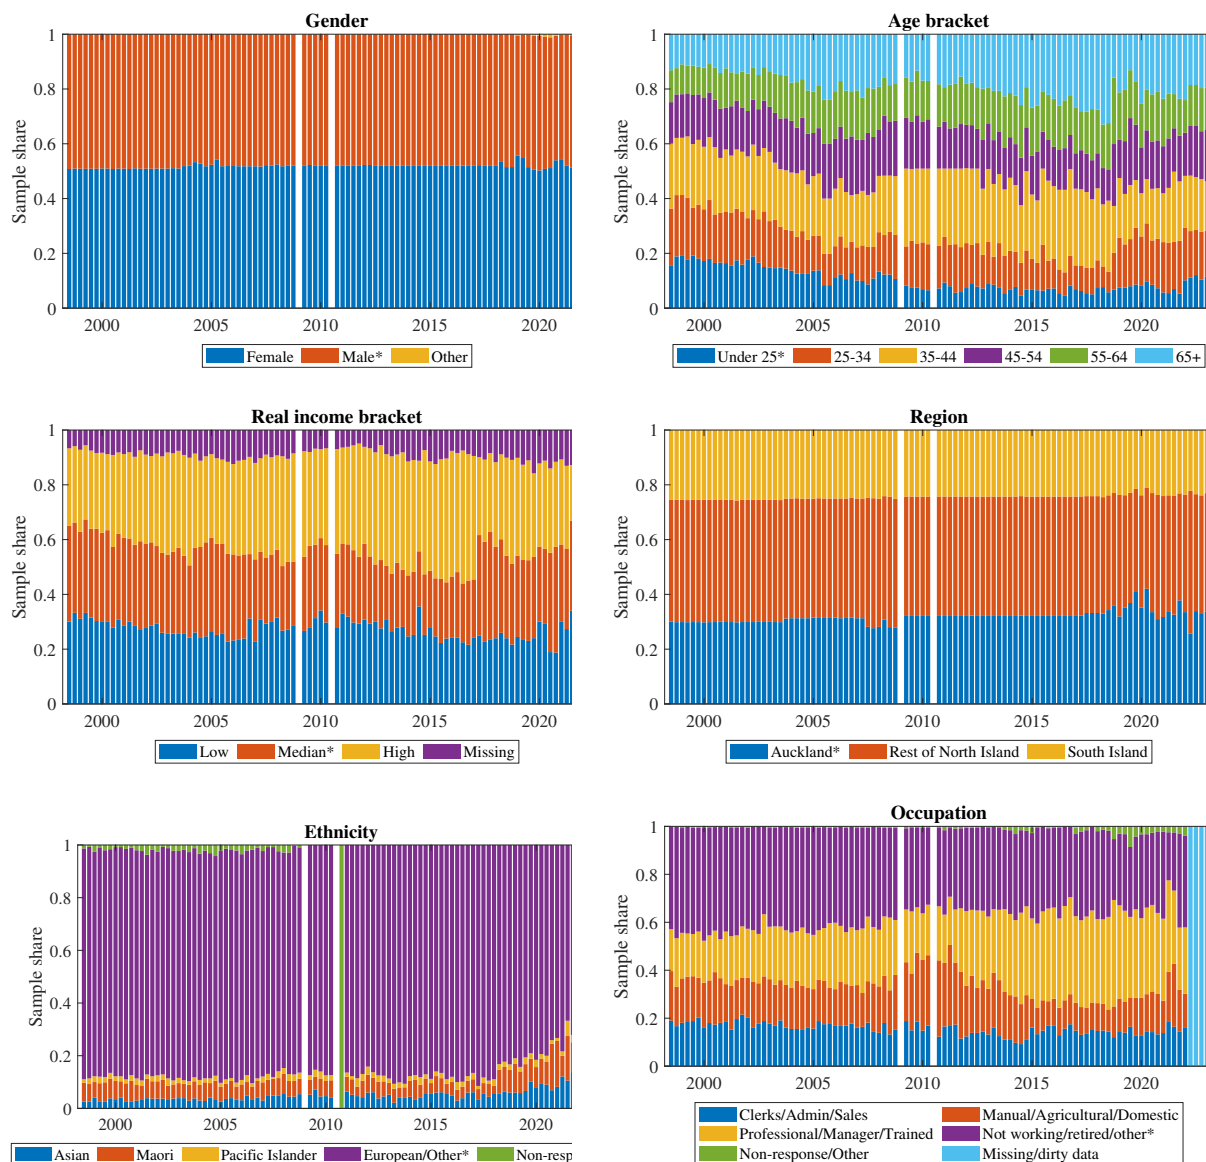 Gender
Sample share
1
0.8
0.6
0.4
0.2
0
2000 2005 2010 2015 2020
Female Male* Other
Age bracket
Sample share
1
0.8
0.6
0.4
0.2
0
2000 2005 2010 2015 2020
Under 25* 25-34 35-44 45-54 55-64 65+
Real income bracket
Sample share
1
0.8
0.6
0.4
0.2
0
2000 2005 2010 2015 2020
Low Median* High Missing
Region
Sample share
1
0.8
0.6
0.4
0.2
0
2000 2005 2010 2015 2020
Auckland* Rest of North Island South Island
Ethnicity
Sample share
1
0.8
0.6
0.4
0.2
0
2000 2005 2010 2015 2020
Asian Maori Pacific Islander European/Other* Non-resp
Occupation
Sample share
1
0.8
0.6
0.4
0.2
0
2000 2005 2010 2015 2020
Clerks/Admin/Sales Manual/Agricultural/Domestic
Professional/Manager/Trained Not working/retired/other*
Non-response/Other Missing/dirty data